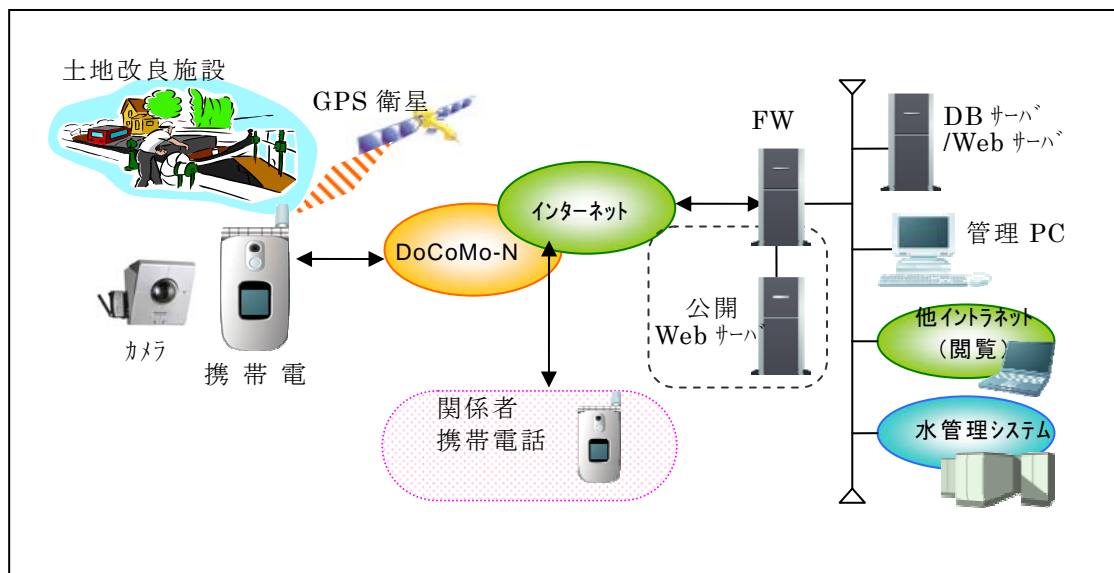 土地改良施設
GPS 衛星
FW
DB サーバ
/Web サーバ
インターネット
DoCoMo-N
管理 PC
カメラ
携 帯 電
公開
Web サーバ
他イントラネット
(閲覧)
関係者
携帯電話
水管理システム